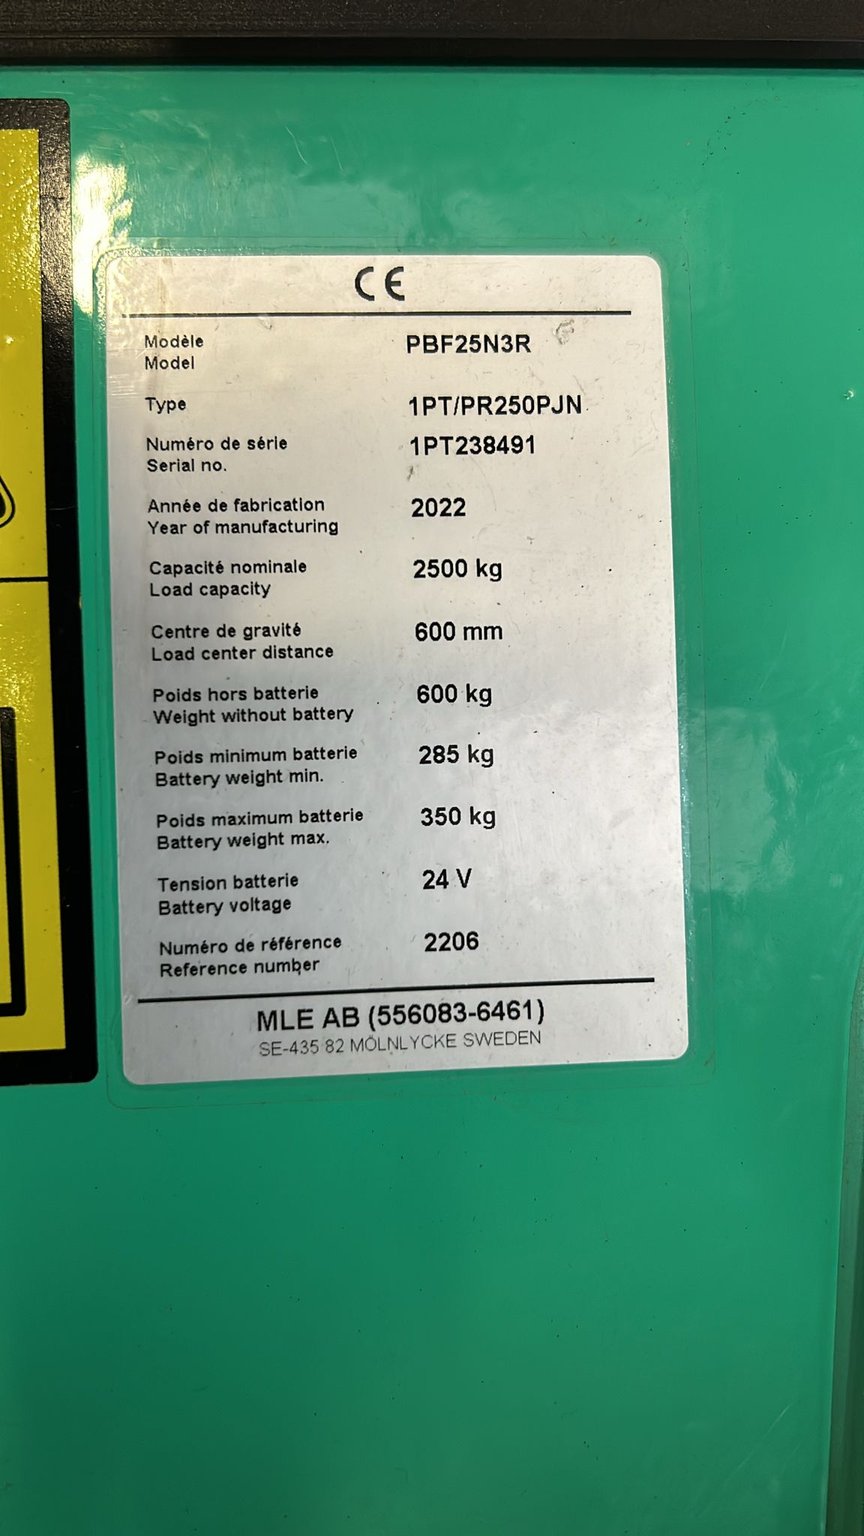 CE
Modèle PBF25N3R
Model
Type 1PT/PR250PJN
Numéro de série 1PT238491
Serial no.
Année de fabrication 2022
Year of manufacturing
Capacité nominale 2500 kg
Load capacity
Centre de gravité 600 mm
Load center distance
Poids hors batterie 600 kg
Weight without battery
Poids minimum batterie 285 kg
Battery weight min.
Poids maximum batterie 350 kg
Battery weight max.
Tension batterie 24 V
Battery voltage
Numéro de référence 2206
Reference number
MLE AB (556083-6461)
SE-435 82 MÖLNLYCKE SWEDEN